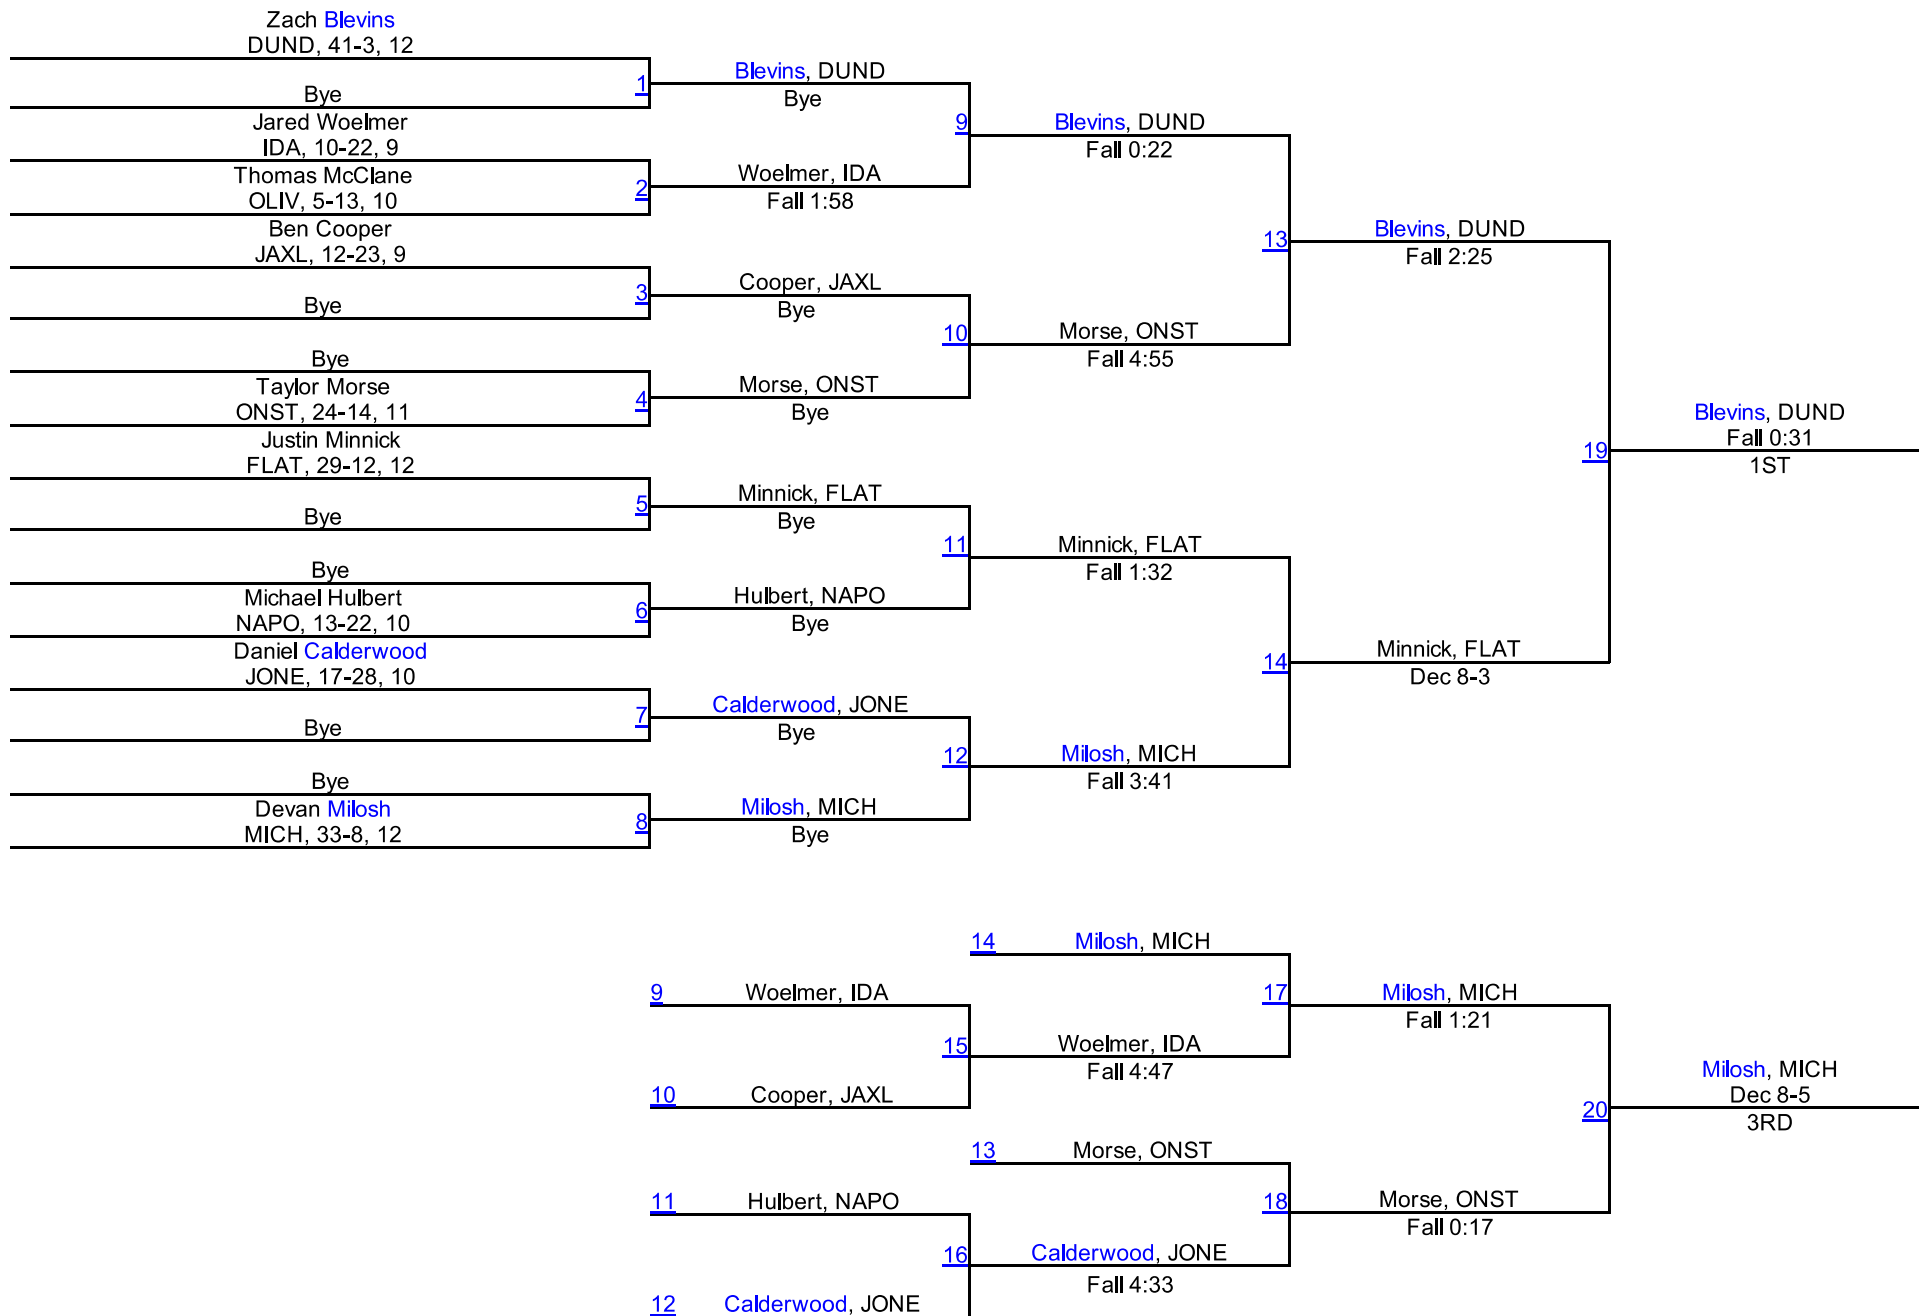 Zach Blevins
DUND, 41-3, 12
1
Bye
Jared Woelmer
IDA, 10-22, 9
2
Thomas McClane
OLIV, 5-13, 10
Ben Cooper
JAXL, 12-23, 9
3
Bye
Bye
4
Taylor Morse
ONST, 24-14, 11
Justin Minnick
FLAT, 29-12, 12
5
Bye
Bye
6
Michael Hulbert
NAPO, 13-22, 10
Daniel Calderwood
JONE, 17-28, 10
7
Bye
Bye
8
Devan Milosh
MICH, 33-8, 12
Blevins, DUND
Bye
9
Woelmer, IDA
Fall 1:58
Cooper, JAXL
Bye
10
Morse, ONST
Bye
Minnick, FLAT
Bye
11
Hulbert, NAPO
Bye
Calderwood, JONE
Bye
12
Milosh, MICH
Bye
Blevins, DUND
Fall 0:22
13
Morse, ONST
Fall 4:55
Minnick, FLAT
Fall 1:32
14
Milosh, MICH
Fall 3:41
Blevins, DUND
Fall 2:25
19
Minnick, FLAT
Dec 8-3
Blevins, DUND
Fall 0:31
1ST
9 Woelmer, IDA
15
10 Cooper, JAXL
11 Hulbert, NAPO
16
12 Calderwood, JONE
14 Milosh, MICH
17
Woelmer, IDA
Fall 4:47
13 Morse, ONST
18
Calderwood, JONE
Fall 4:33
Milosh, MICH
Fall 1:21
20
Morse, ONST
Fall 0:17
Milosh, MICH
Dec 8-5
3RD